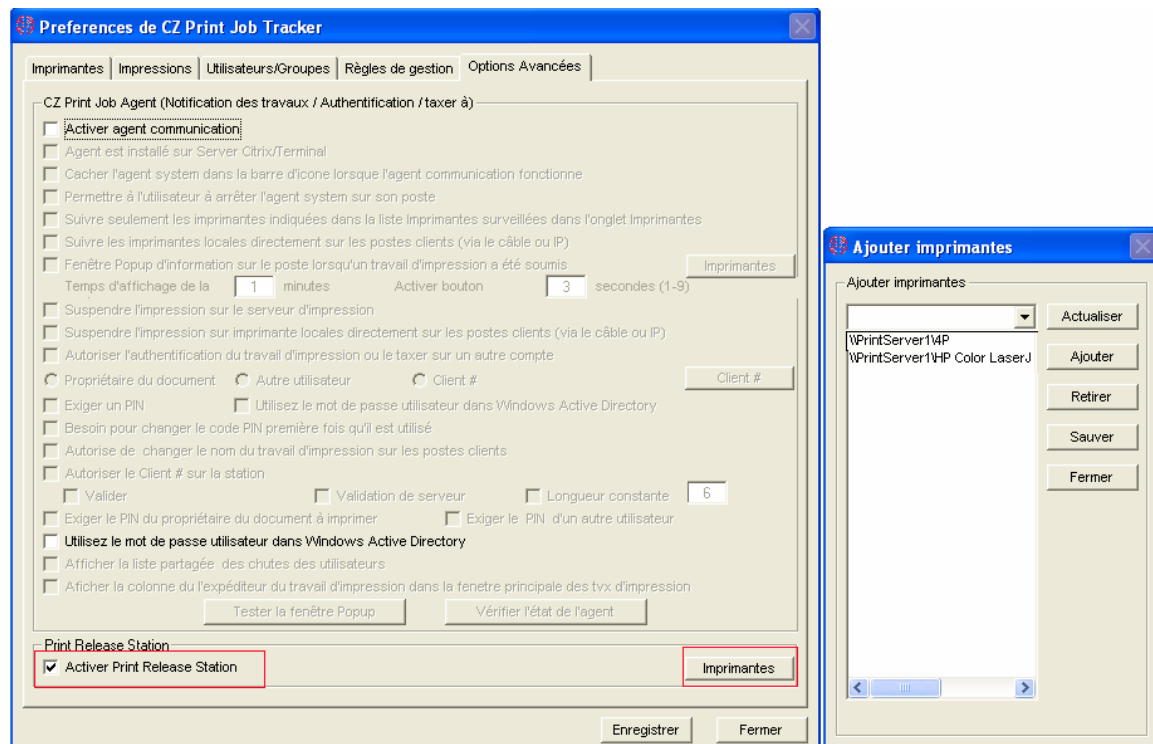 Preferences de CZ Print Job Tracker
Imprimantes Impressions Utilisateurs/Groupes Règles de gestion Options Avancées
CZ Print Job Agent (Notification des travaux / Authentification / taxer à)
Activer agent communication
Agent est installé sur Server Citrix/Terminal
Cacher l'agent system dans la barre d'icone lorsque l'agent communication fonctionne
Permettre à l'utilisateur à arrêter l'agent system sur son poste
Suivre seulement les imprimantes indiquées dans la liste Imprimantes surveillées dans l'onglet Imprimantes
Suivre les imprimantes locales directement sur les postes clients (via le câble ou IP)
Fenêtre Popup d'information sur le poste lorsqu'un travail d'impression a été soumis Imprimantes
Temps d'affichage de la 1 minutes Activer bouton 3 secondes (1-9)
Suspendre l'impression sur le serveur d'impression
Suspendre l'impression sur imprimante locales directement sur les postes clients (via le câble ou IP)
Autoriser l'authentification du travail d'impression ou le taxer sur un autre compte
Propriétaire du document Autre utilisateur Client # Client #
Exiger un PIN Utilisez le mot de passe utilisateur dans Windows Active Directory
Besoin pour changer le code PIN première fois qu'il est utilisé
Autorise de changer le nom du travail d'impression sur les postes clients
Autoriser le Client # sur la station
Valider Validation de serveur Longueur constante 6
Exiger le PIN du propriétaire du document à imprimer Exiger le PIN d'un autre utilisateur
Utilisez le mot de passe utilisateur dans Windows Active Directory
Afficher la liste partagée des chutes des utilisateurs
Aficher la colonne du l'expéditeur du travail d'impression dans la fenetre principale des tvx d'impression
Tester la fenêtre Popup Vérifier l'état de l'agent
Print Release Station
Activer Print Release Station Imprimantes
Enregistrer Fermer
Ajouter imprimantes
Ajouter imprimantes
Actualiser
\\PrintServer1\4P
\\PrintServer1\HP Color LaserJ
Ajouter
Retirer
Sauver
Fermer